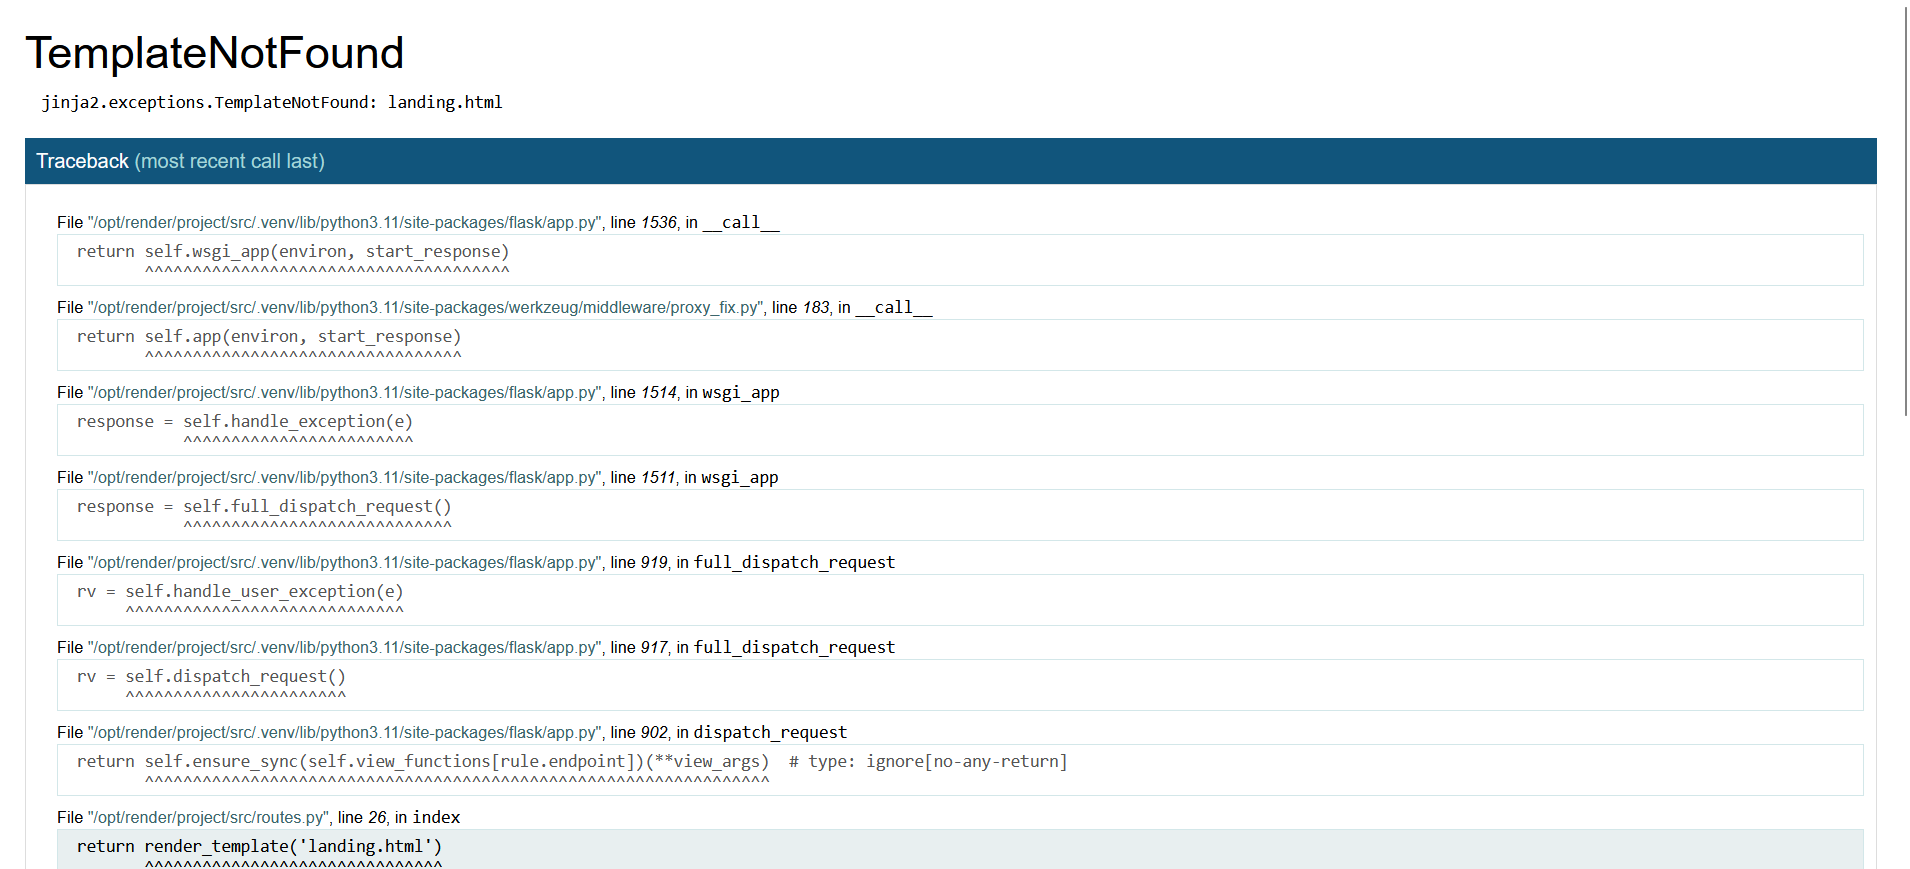 TemplateNotFound
jinja2.exceptions.TemplateNotFound: landing.html
Traceback (most recent call last)
File "/opt/render/project/src/.venv/lib/python3.11/site-packages/flask/app.py", line 1536, in __call__
return self.wsgi_app(environ, start_response)
^^^^^^^^^^^^^^^^^^^^^^^^^^^^^^^^^^^^^^
File "/opt/render/project/src/.venv/lib/python3.11/site-packages/werkzeug/middleware/proxy_fix.py", line 183, in __call__
return self.app(environ, start_response)
^^^^^^^^^^^^^^^^^^^^^^^^^^^^^^^^^
File "/opt/render/project/src/.venv/lib/python3.11/site-packages/flask/app.py", line 1514, in wsgi_app
response = self.handle_exception(e)
^^^^^^^^^^^^^^^^^^^^^^^^
File "/opt/render/project/src/.venv/lib/python3.11/site-packages/flask/app.py", line 1511, in wsgi_app
response = self.full_dispatch_request()
^^^^^^^^^^^^^^^^^^^^^^^^^^^^
File "/opt/render/project/src/.venv/lib/python3.11/site-packages/flask/app.py", line 919, in full_dispatch_request
rv = self.handle_user_exception(e)
^^^^^^^^^^^^^^^^^^^^^^^^^^^^^
File "/opt/render/project/src/.venv/lib/python3.11/site-packages/flask/app.py", line 917, in full_dispatch_request
rv = self.dispatch_request()
^^^^^^^^^^^^^^^^^^^^^^^
File "/opt/render/project/src/.venv/lib/python3.11/site-packages/flask/app.py", line 902, in dispatch_request
return self.ensure_sync(self.view_functions[rule.endpoint])(**view_args)  # type: ignore[no-any-return]
^^^^^^^^^^^^^^^^^^^^^^^^^^^^^^^^^^^^^^^^^^^^^^^^^^^^^^^^^^^^^^^^^
File "/opt/render/project/src/routes.py", line 26, in index
return render_template('landing.html')
^^^^^^^^^^^^^^^^^^^^^^^^^^^^^^^